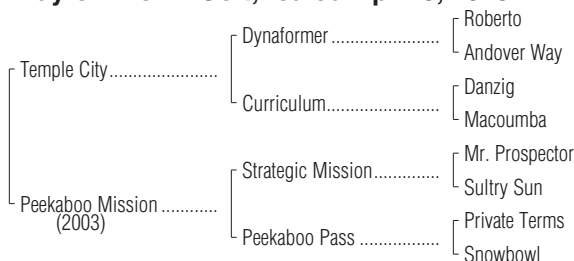 Roberto
Dynaformer
Andover Way
Temple City
Danzig
Curriculum
Macoumba
Mr. Prospector
Strategic Mission
Sultry Sun
Peekaboo Mission
(2003)
Private Terms
Peekaboo Pass
Snowbowl